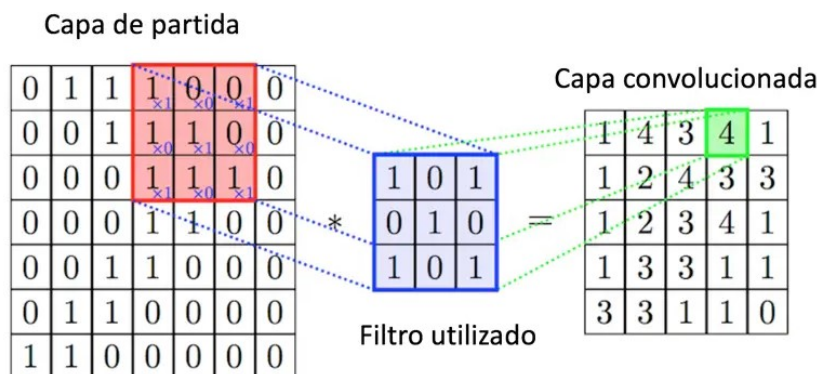 Capa de partida
Capa convolucionada
Filtro utilizado
0 1 1 1 0 0 0
0 0 1 1 1 0 0
0 0 0 1 1 1 0
0 0 0 1 1 0 0
0 0 1 1 0 0 0
0 1 1 0 0 0 0
1 1 0 0 0 0 0
×1 ×0 ×1
×0 ×1 ×0
×1 ×0 ×1
*
1 0 1
0 1 0
1 0 1
=
1 4 3 4 1
1 2 4 3 3
1 2 3 4 1
1 3 3 1 1
3 3 1 1 0